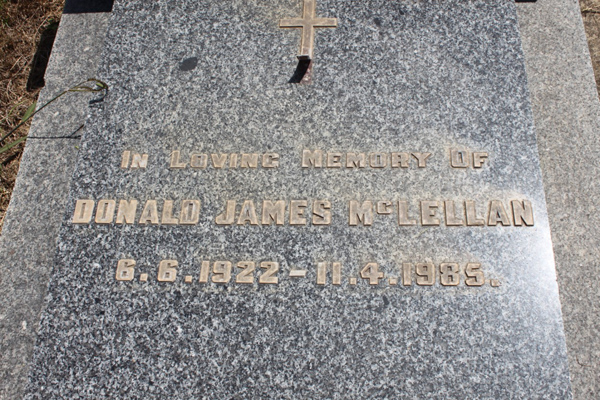 In Loving Memory Of
DONALD JAMES McLELLAN
6.6.1922 – 11.4.1985.